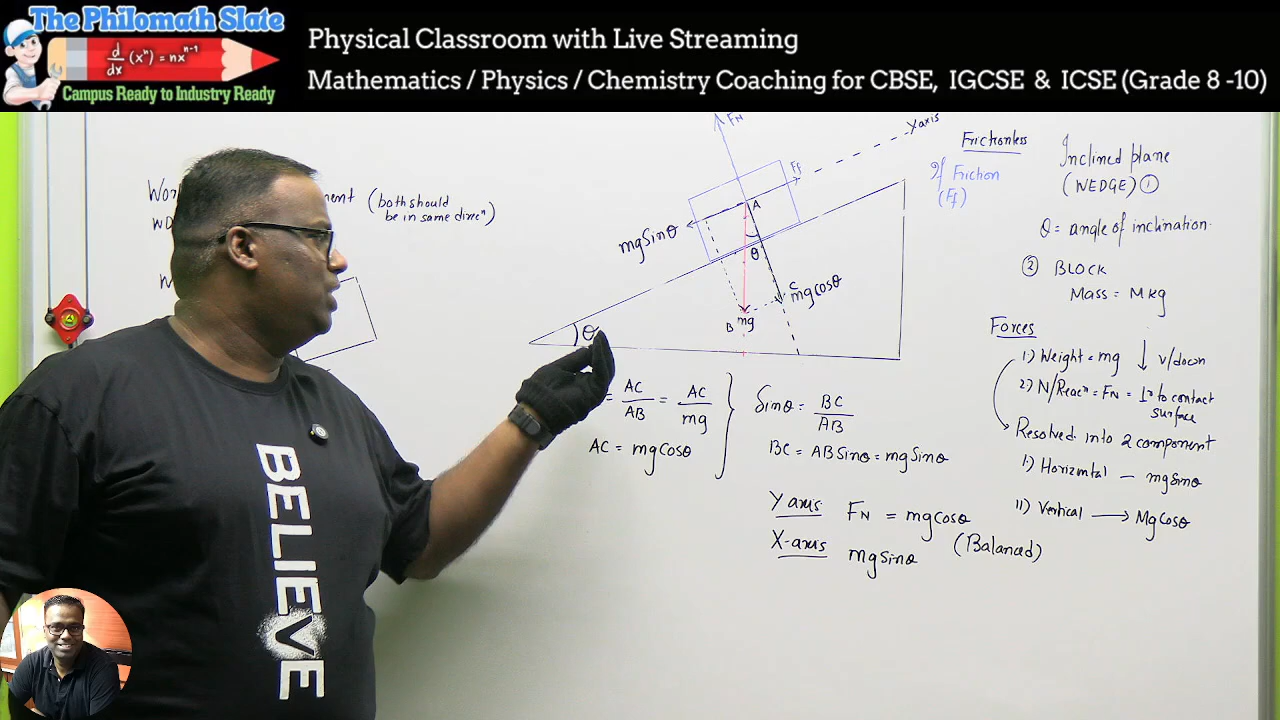 The Philomath Slate
d/dx (xⁿ) = nxⁿ⁻¹
Campus Ready to Industry Ready
Physical Classroom with Live Streaming
Mathematics / Physics / Chemistry Coaching for CBSE, IGCSE & ICSE (Grade 8 -10)
(both should
be in same direcⁿ)
FN
Ff
A
mgSinθ
θ
C
mgcosθ
B
mg
θ
Frictionless
If Friction
(Ff)
Inclined plane
(WEDGE) ①
θ = angle of inclination.
② BLOCK
Mass = M kg
Forces
1) Weight = mg ↓ v/down
2) N/Reacⁿ = FN = ⊥r to contact
surface
Resolved into 2 component
1) Horizontal – mgsinθ
11) Vertical → Mgcosθ
= AC/AB = AC/mg
AC = mgCosθ
Sinθ = BC/AB
BC = ABSinθ = mgSinθ
Y axis FN = mgcosθ
(Balanced)
X-axis mgSinθ
BELIEVE